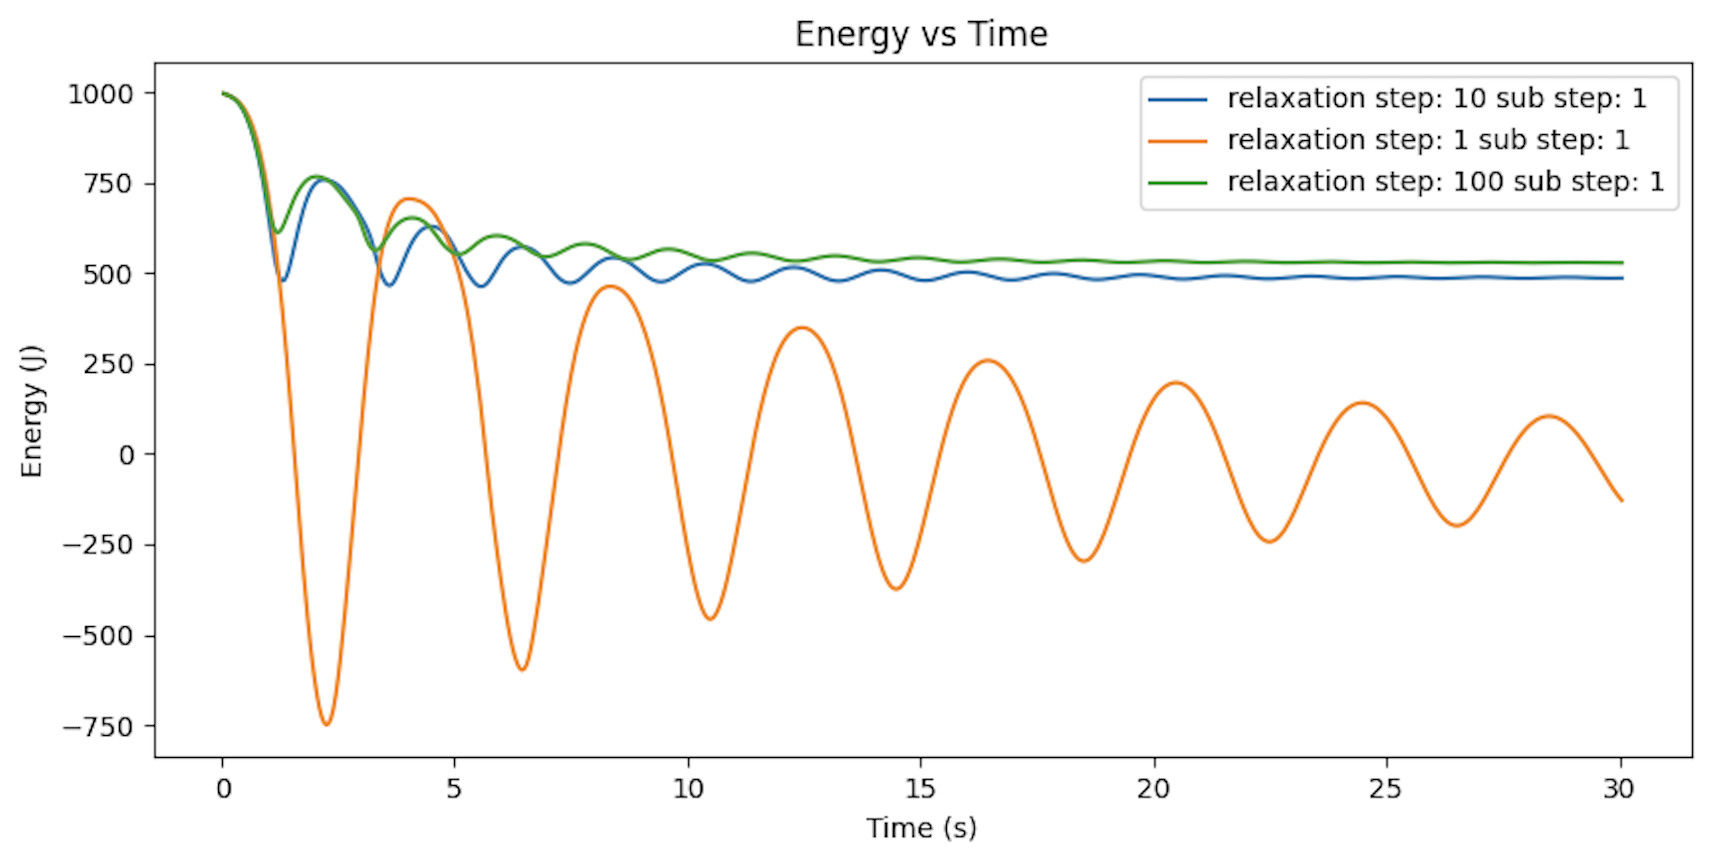 Energy vs Time
relaxation step: 10 sub step: 1
relaxation step: 1 sub step: 1
relaxation step: 100 sub step: 1
Energy (J)
1000
750
500
250
0
−250
−500
−750
0 5 10 15 20 25 30
Time (s)